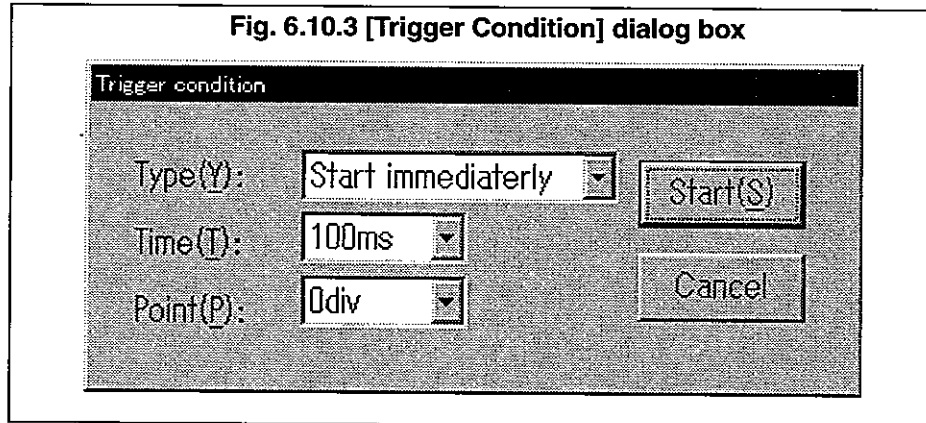 Fig. 6.10.3 [Trigger Condition] dialog box
Trigger condition
Type(Y): Start immediaterly
Start(S)
Time(T): 100ms
Point(P): 0div
Cancel